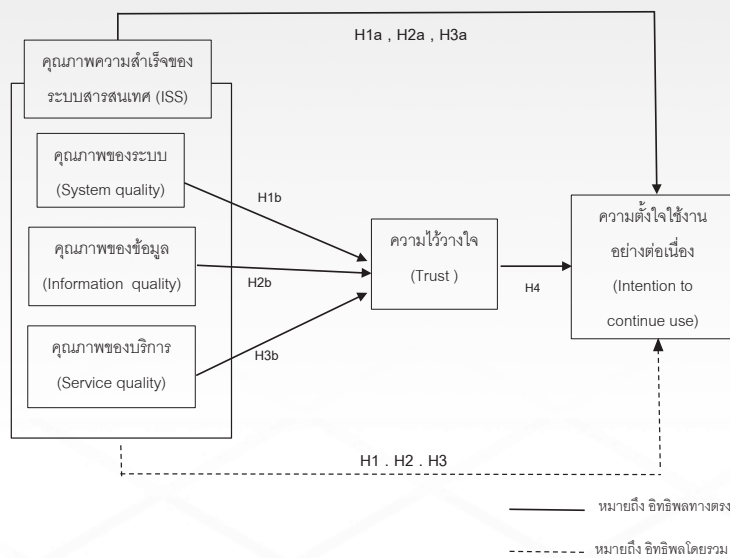 H1a , H2a , H3a
คุณภาพความสำเร็จของ
ระบบสารสนเทศ (ISS)
คุณภาพของระบบ
(System quality)
H1b
คุณภาพของข้อมูล
(Information quality)
H2b
คุณภาพของบริการ
(Service quality)
H3b
ความไว้วางใจ
(Trust )
H4
ความตั้งใจใช้งาน
อย่างต่อเนื่อง
(Intention to
continue use)
H1 . H2 . H3
หมายถึง อิทธิพลทางตรง
หมายถึง อิทธิพลโดยรวม